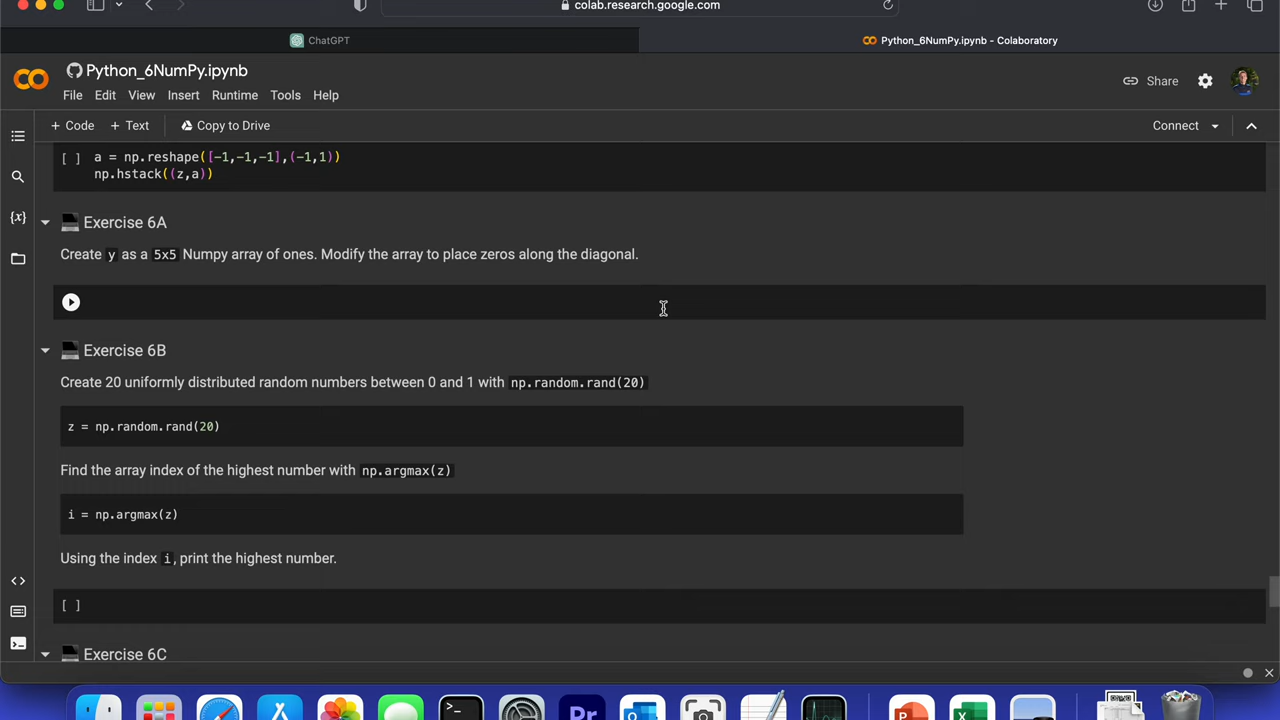 colab.research.google.com
ChatGPT
Python_6NumPy.ipynb - Colaboratory
Python_6NumPy.ipynb
Share
File Edit View Insert Runtime Tools Help
+ Code + Text Copy to Drive
Connect
[ ] a = np.reshape([-1,-1,-1],(-1,1))
np.hstack((z,a))
Exercise 6A
Create y as a 5x5 Numpy array of ones. Modify the array to place zeros along the diagonal.
Exercise 6B
Create 20 uniformly distributed random numbers between 0 and 1 with np.random.rand(20)
z = np.random.rand(20)
Find the array index of the highest number with np.argmax(z)
i = np.argmax(z)
Using the index i, print the highest number.
[ ]
Exercise 6C